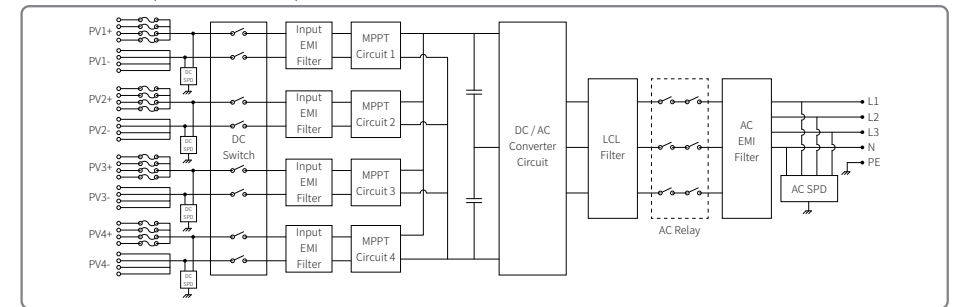 PV1+
PV1-
DC
SPD
PV2+
PV2-
DC
SPD
PV3+
PV3-
DC
SPD
PV4+
PV4-
DC
SPD
DC
Switch
Input
EMI
Filter
Input
EMI
Filter
Input
EMI
Filter
Input
EMI
Filter
MPPT
Circuit 1
MPPT
Circuit 2
MPPT
Circuit 3
MPPT
Circuit 4
DC / AC
Converter
Circuit
LCL
Filter
AC Relay
AC
EMI
Filter
AC SPD
L1
L2
L3
N
PE